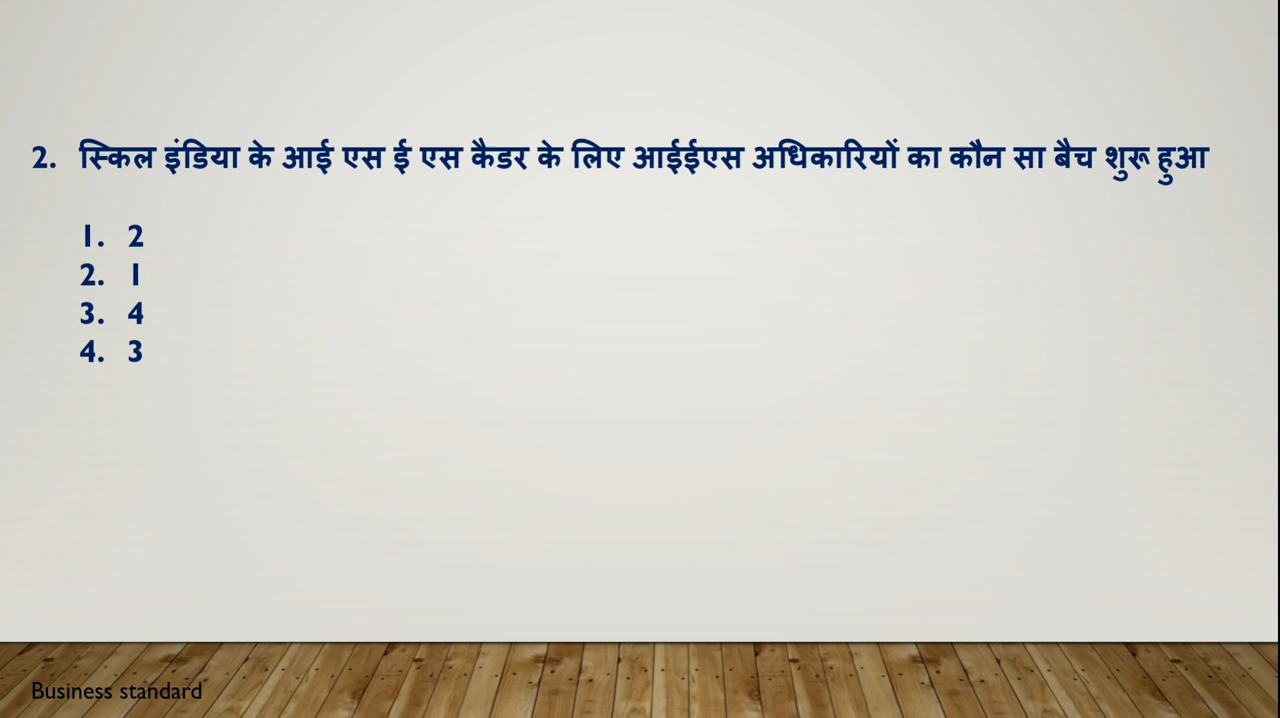 2. स्किल इंडिया के आई एस ई एस कैडर के लिए आईईएस अधिकारियों का कौन सा बैच शुरू हुआ
1. 2
2. 1
3. 4
4. 3
Business standard